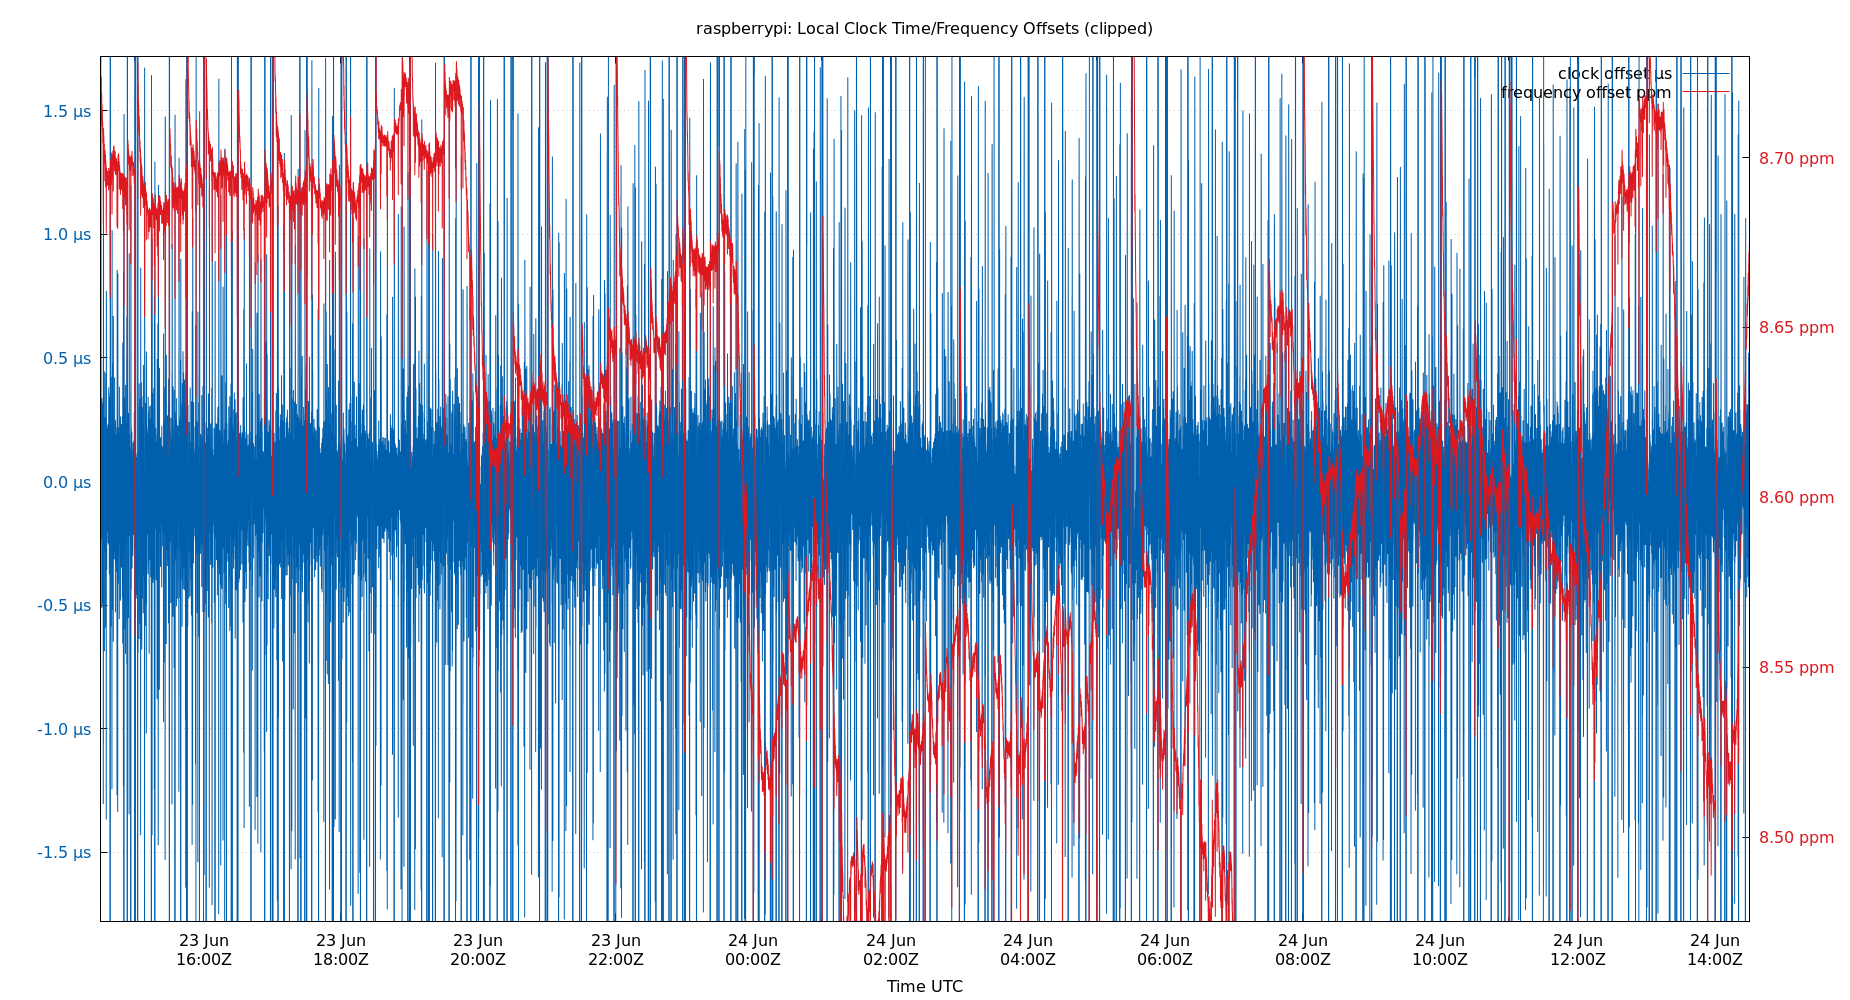 raspberrypi: Local Clock Time/Frequency Offsets (clipped)
clock offset µs
frequency offset ppm
1.5 µs
1.0 µs
0.5 µs
0.0 µs
-0.5 µs
-1.0 µs
-1.5 µs
8.70 ppm
8.65 ppm
8.60 ppm
8.55 ppm
8.50 ppm
23 Jun 23 Jun 23 Jun 23 Jun 24 Jun 24 Jun 24 Jun 24 Jun 24 Jun 24 Jun 24 Jun 24 Jun
16:00Z 18:00Z 20:00Z 22:00Z 00:00Z 02:00Z 04:00Z 06:00Z 08:00Z 10:00Z 12:00Z 14:00Z
Time UTC